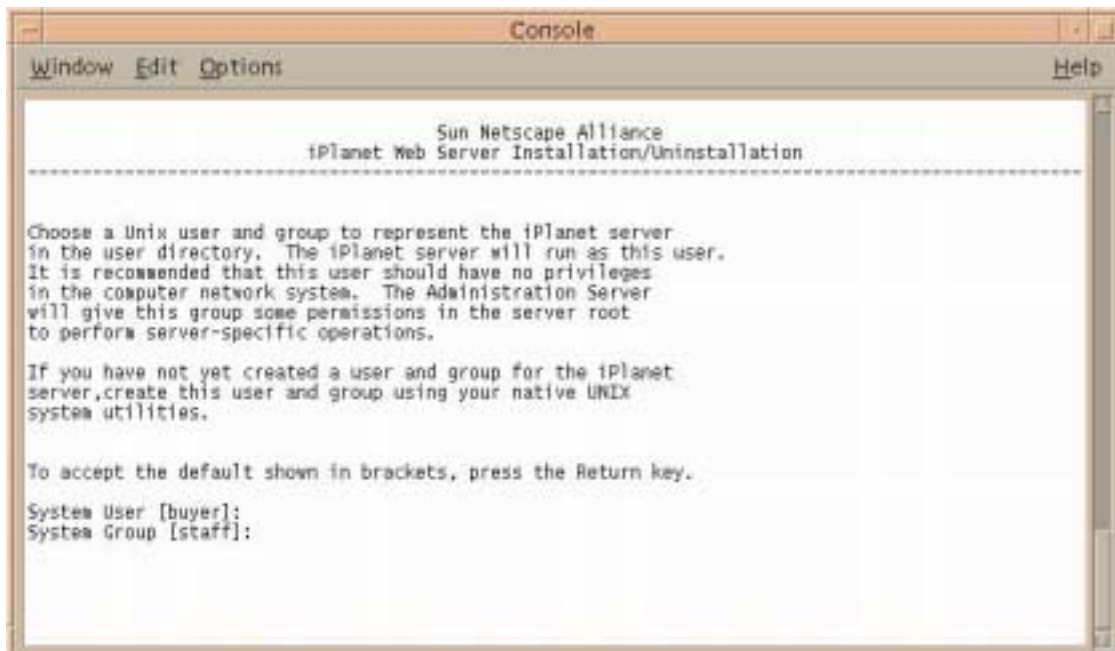 Console
Window Edit Options Help
Sun Netscape Alliance
iPlanet Web Server Installation/Uninstallation
--------------------------------------------------------------------------------
Choose a Unix user and group to represent the iPlanet server
in the user directory. The iPlanet server will run as this user.
It is recommended that this user should have no privileges
in the computer network system. The Administration Server
will give this group some permissions in the server root
to perform server-specific operations.
If you have not yet created a user and group for the iPlanet
server,create this user and group using your native UNIX
system utilities.
To accept the default shown in brackets, press the Return key.
System User [buyer]:
System Group [staff]: